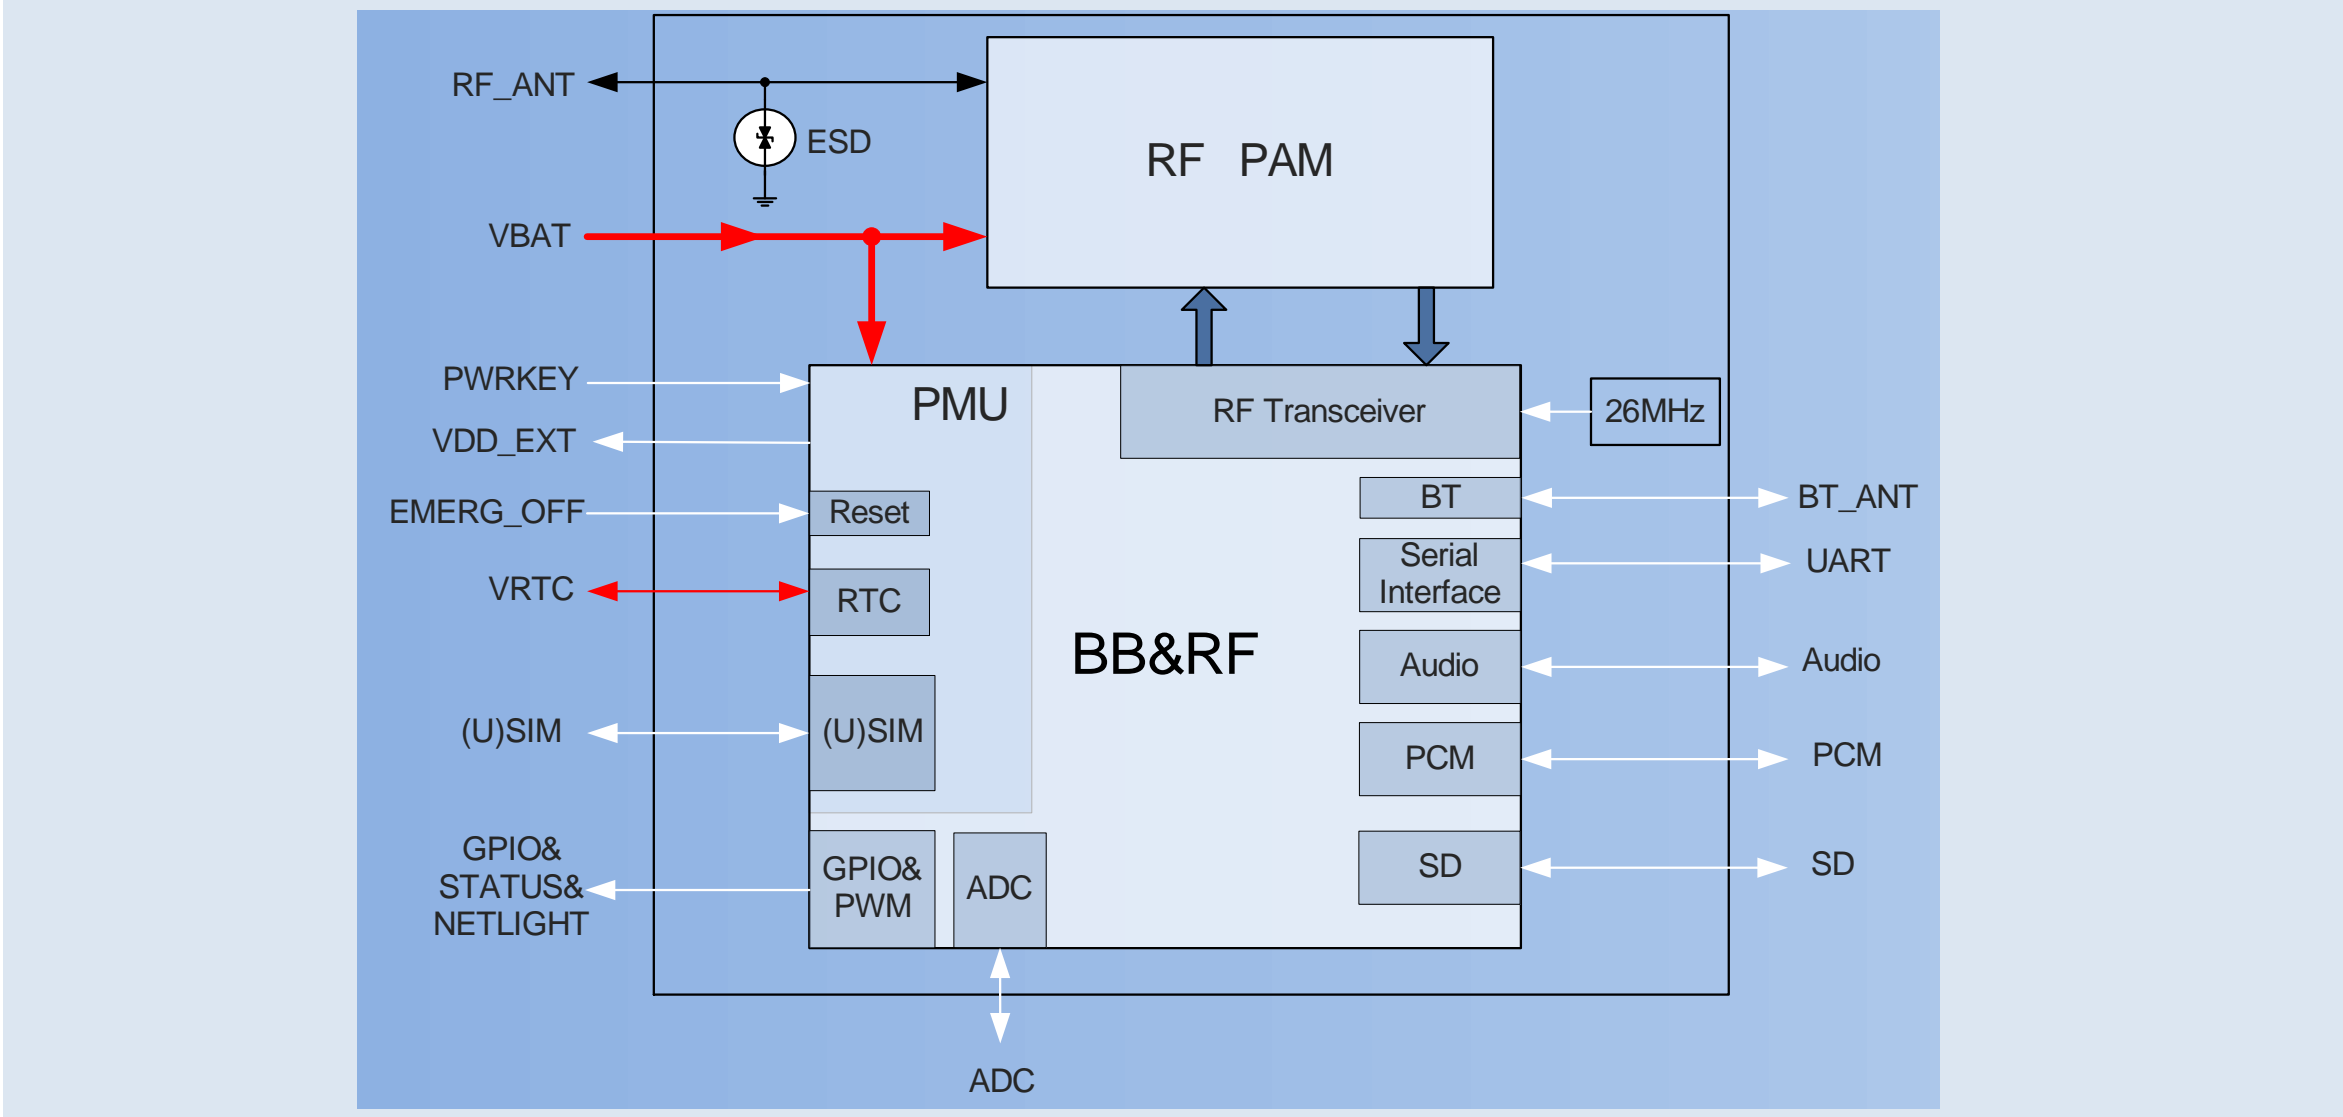 RF_ANT
ESD
RF PAM
VBAT
PWRKEY
PMU
RF Transceiver
26MHz
VDD_EXT
EMERG_OFF
Reset
BT
BT_ANT
Serial
Interface
UART
VRTC
RTC
BB&RF
Audio
Audio
(U)SIM
(U)SIM
PCM
PCM
GPIO&
STATUS&
NETLIGHT
GPIO&
PWM
ADC
SD
SD
ADC